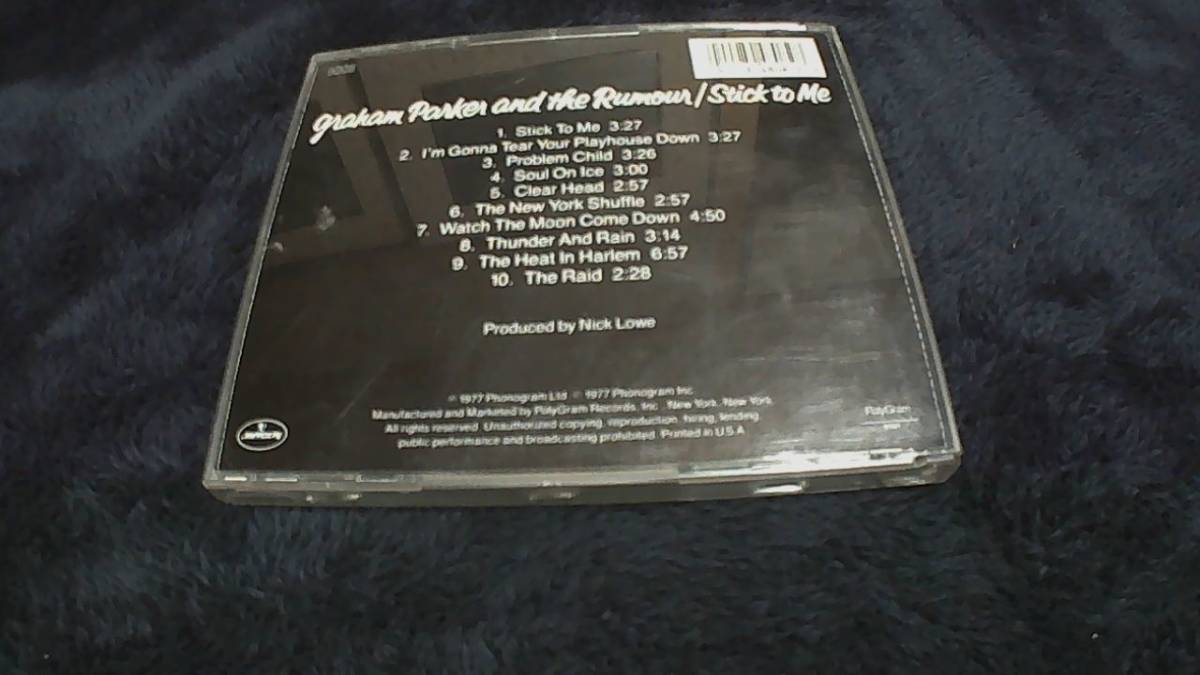 graham Parker and the Rumour / Stick to Me
1. Stick To Me 3:27
2. I'm Gonna Tear Your Playhouse Down 3:27
3. Problem Child 3:26
4. Soul On Ice 3:00
5. Clear Head 2:57
6. The New York Shuffle 2:57
7. Watch The Moon Come Down 4:50
8. Thunder And Rain 3:14
9. The Heat In Harlem 6:57
10. The Raid 2:28
Produced by Nick Lowe
1977 Phonogram Ltd 1977 Phonogram Inc.
Manufactured and Marketed by PolyGram Records, Inc., New York, New York
All rights reserved. Unauthorized copying, reproduction, hiring, lending
public performance and broadcasting prohibited. Printed in U.S.A.
PolyGram